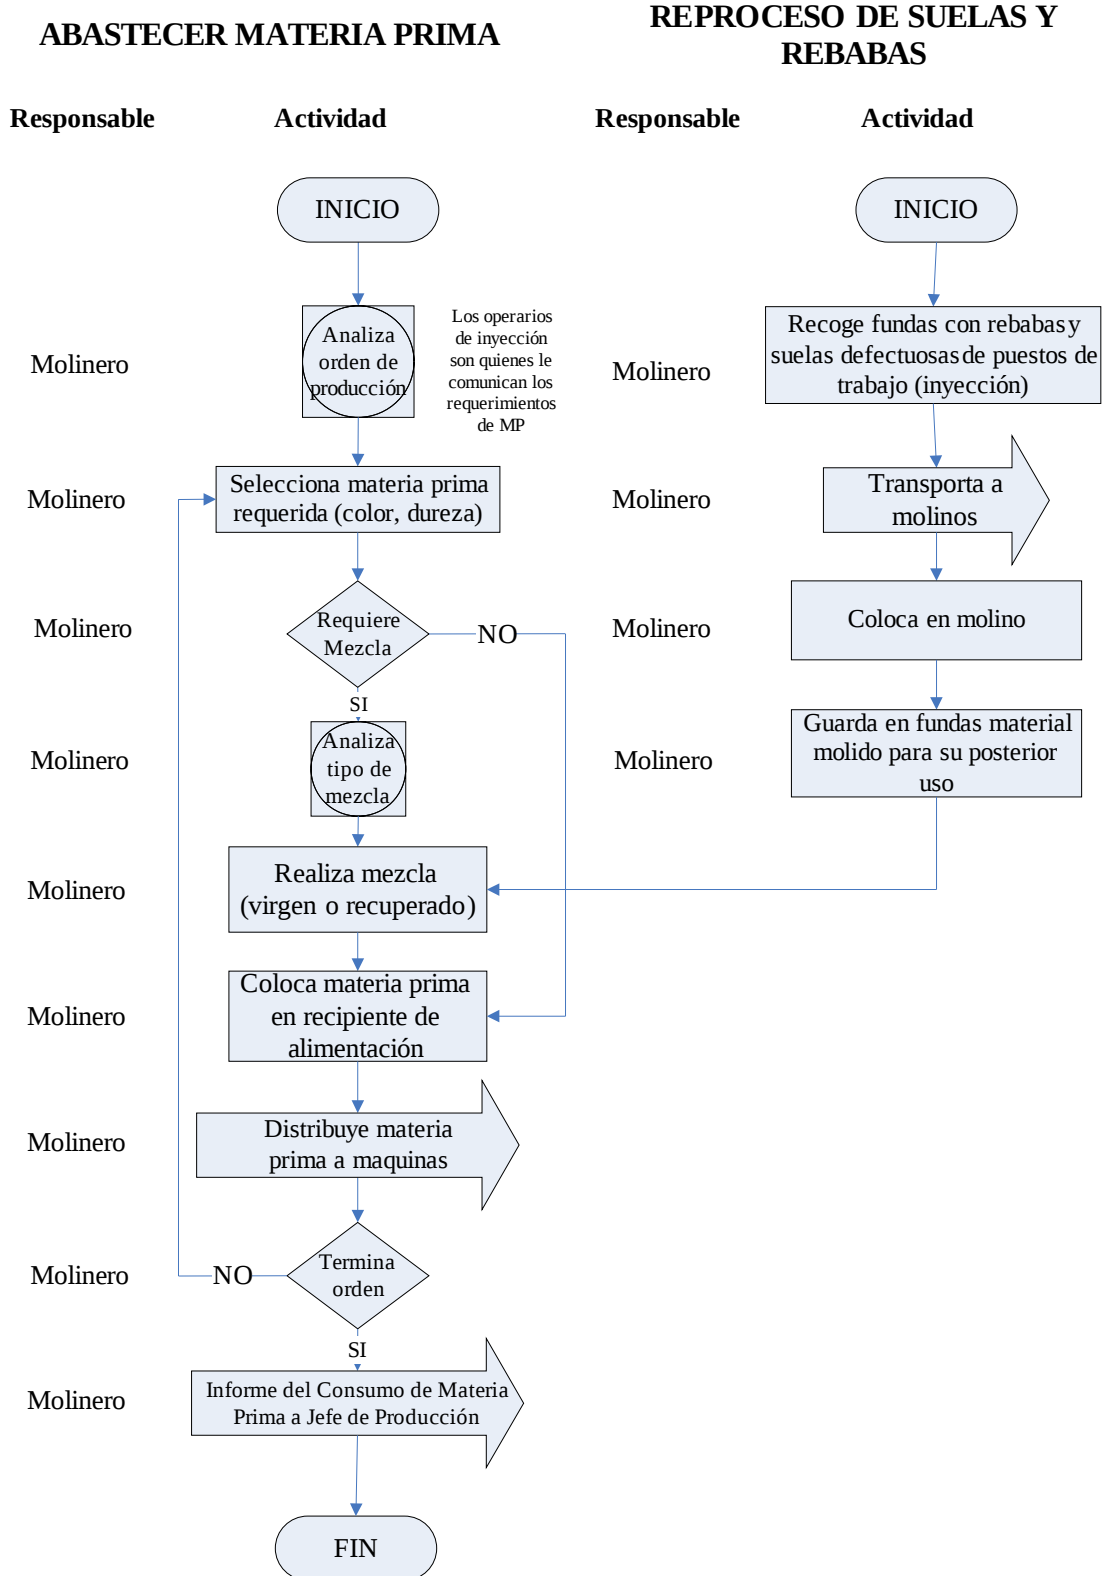 ABASTECER MATERIA PRIMA
Responsable
Actividad
INICIO
Molinero
Analiza
orden de
producción
Los operarios
de inyección
son quienes le
comunican los
requerimientos
de MP
Molinero
Selecciona materia prima
requerida (color, dureza)
Molinero
Requiere
Mezcla
NO
SI
Molinero
Analiza
tipo de
mezcla
Molinero
Realiza mezcla
(virgen o recuperado)
Molinero
Coloca materia prima
en recipiente de
alimentación
Molinero
Distribuye materia
prima a maquinas
Molinero
Termina
orden
NO
SI
Molinero
Informe del Consumo de Materia
Prima a Jefe de Producción
FIN
REPROCESO DE SUELAS Y
REBABAS
Responsable
Actividad
INICIO
Molinero
Recoge fundas con rebabas y
suelas defectuosas de puestos de
trabajo (inyección)
Molinero
Transporta a
molinos
Molinero
Coloca en molino
Molinero
Guarda en fundas material
molido para su posterior
uso